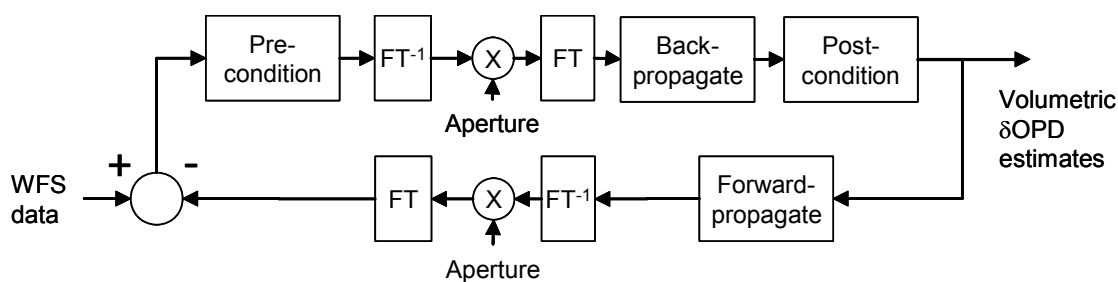 Pre-
condition
FT-1
X
Aperture
FT
Back-
propagate
Post-
condition
Volumetric
δOPD
estimates
+
-
WFS
data
FT
X
Aperture
FT-1
Forward-
propagate